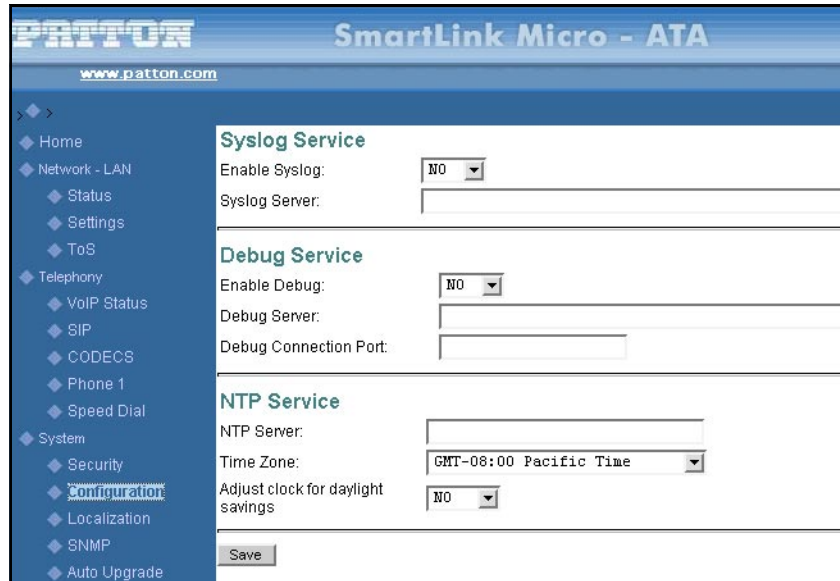 PATTON
SmartLink Micro - ATA
www.patton.com
> >
Home
Network - LAN
Status
Settings
ToS
Telephony
VoIP Status
SIP
CODECS
Phone 1
Speed Dial
System
Security
Configuration
Localization
SNMP
Auto Upgrade
Syslog Service
Enable Syslog: NO
Syslog Server:
Debug Service
Enable Debug: NO
Debug Server:
Debug Connection Port:
NTP Service
NTP Server:
Time Zone: GMT-08:00 Pacific Time
Adjust clock for daylight
savings NO
Save